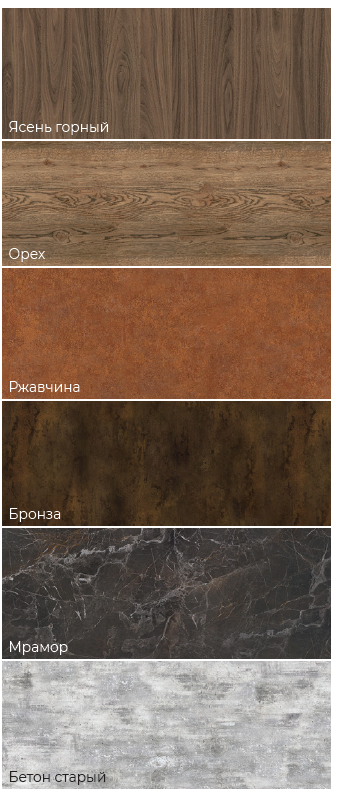 Ясень горный
Орех
Ржавчина
Бронза
Мрамор
Бетон старый